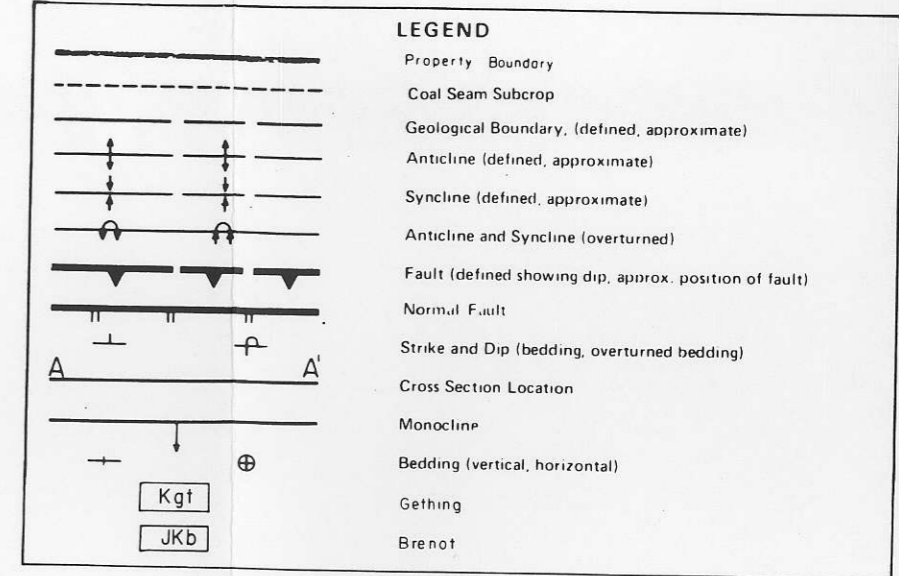 LEGEND
Property Boundary
Coal Seam Subcrop
Geological Boundary, (defined, approximate)
Anticline (defined, approximate)
Syncline (defined, approximate)
Anticline and Syncline (overturned)
Fault (defined showing dip, approx. position of fault)
Normal Fault
Strike and Dip (bedding, overturned bedding)
A A' Cross Section Location
Monocline
Bedding (vertical, horizontal)
Kgt Gething
JKb Brenot